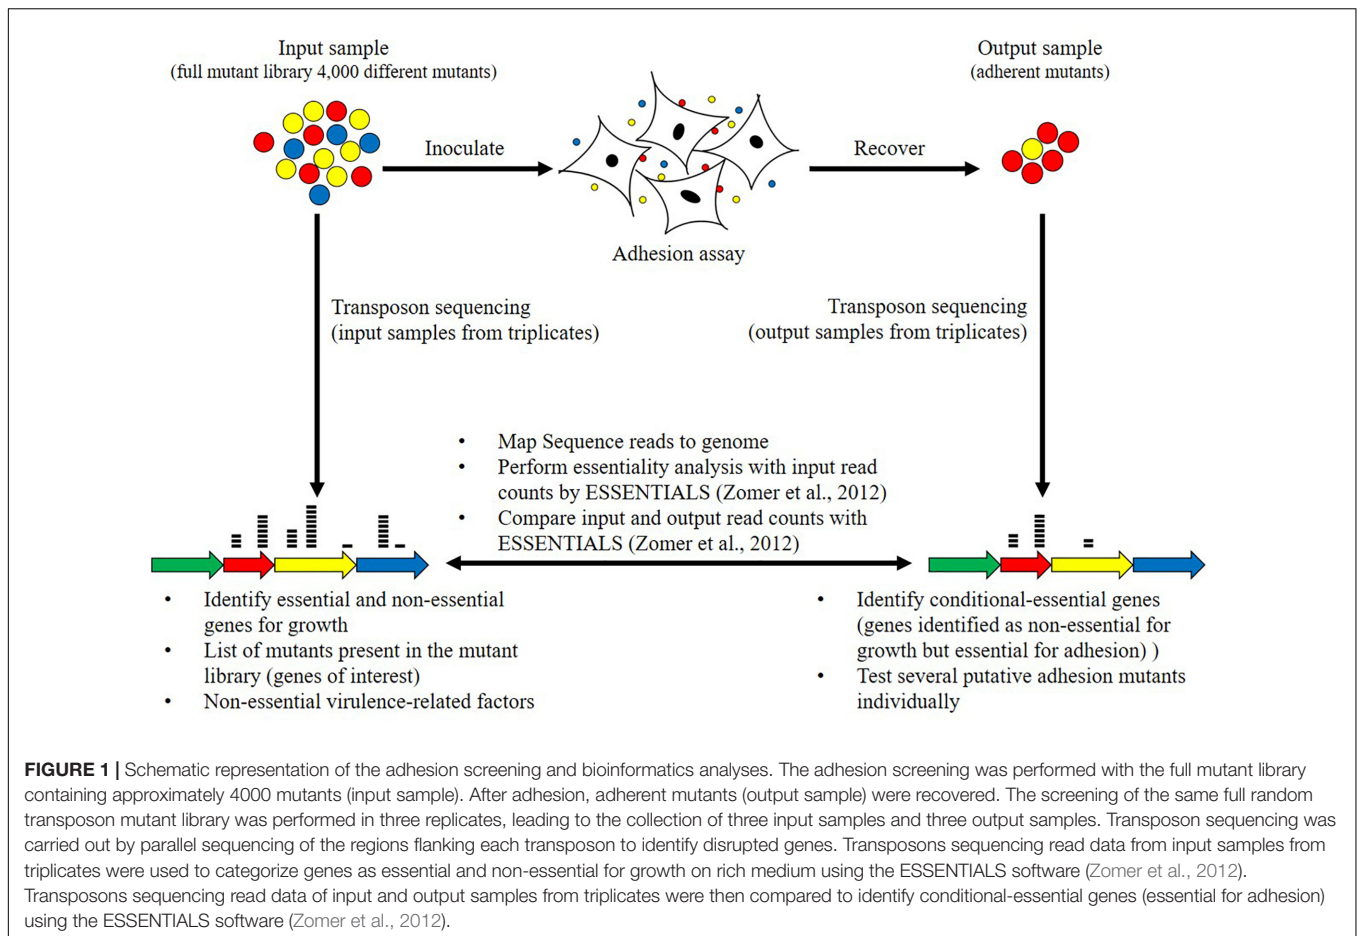 Input sample
(full mutant library 4,000 different mutants)
Output sample
(adherent mutants)
Inoculate
Recover
Adhesion assay
Transposon sequencing
(input samples from triplicates)
Transposon sequencing
(output samples from triplicates)
• Map Sequence reads to genome
• Perform essentiality analysis with input read
counts by ESSENTIALS (Zomer et al., 2012)
• Compare input and output read counts with
ESSENTIALS (Zomer et al., 2012)
• Identify essential and non-essential
genes for growth
• List of mutants present in the mutant
library (genes of interest)
• Non-essential virulence-related factors
• Identify conditional-essential genes
(genes identified as non-essential for
growth but essential for adhesion) )
• Test several putative adhesion mutants
individually
FIGURE 1 | Schematic representation of the adhesion screening and bioinformatics analyses. The adhesion screening was performed with the full mutant library
containing approximately 4000 mutants (input sample). After adhesion, adherent mutants (output sample) were recovered. The screening of the same full random
transposon mutant library was performed in three replicates, leading to the collection of three input samples and three output samples. Transposon sequencing was
carried out by parallel sequencing of the regions flanking each transposon to identify disrupted genes. Transposons sequencing read data from input samples from
triplicates were used to categorize genes as essential and non-essential for growth on rich medium using the ESSENTIALS software (Zomer et al., 2012).
Transposons sequencing read data of input and output samples from triplicates were then compared to identify conditional-essential genes (essential for adhesion)
using the ESSENTIALS software (Zomer et al., 2012).